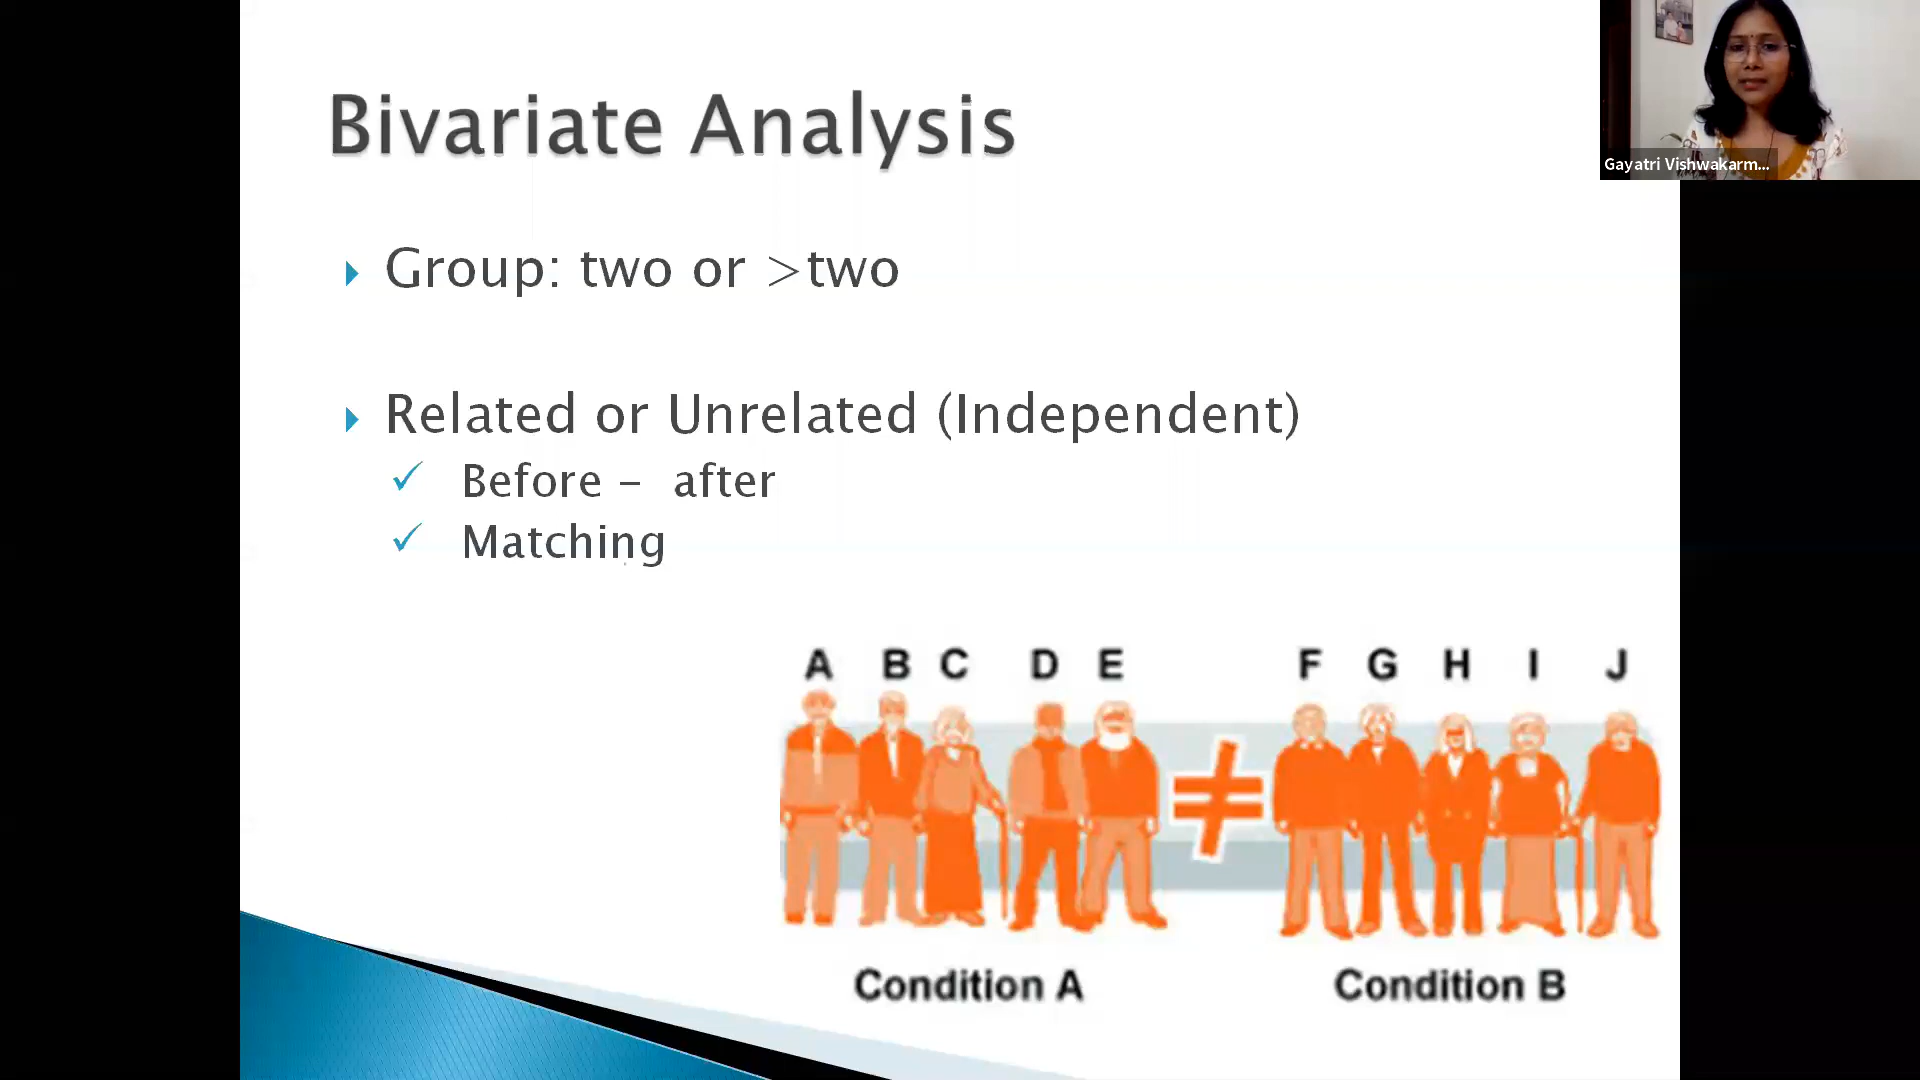 Bivariate Analysis
Gayatri Vishwakarm...
Group: two or >two
Related or Unrelated (Independent)
Before – after
Matching
A B C D E F G H I J
≠
Condition A Condition B